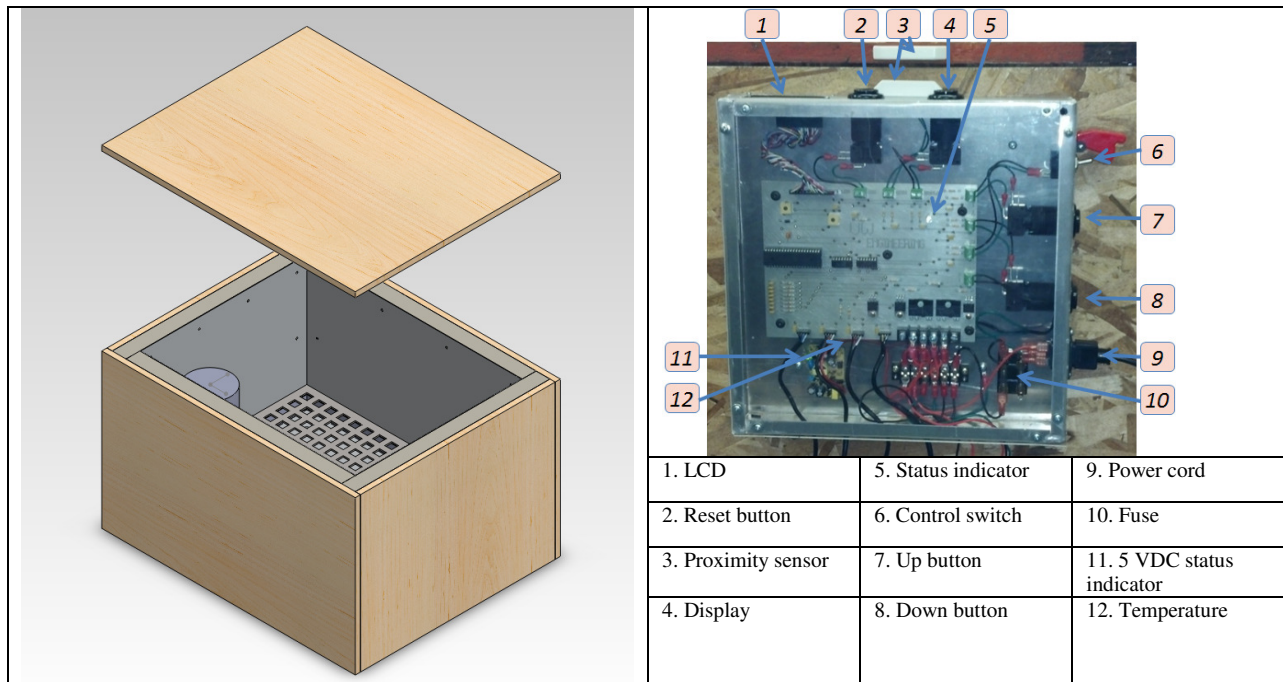 1 2 3 4 5
6
7
8
11 9
12 10
1. LCD 5. Status indicator 9. Power cord
2. Reset button 6. Control switch 10. Fuse
3. Proximity sensor 7. Up button 11. 5 VDC status
indicator
4. Display 8. Down button 12. Temperature